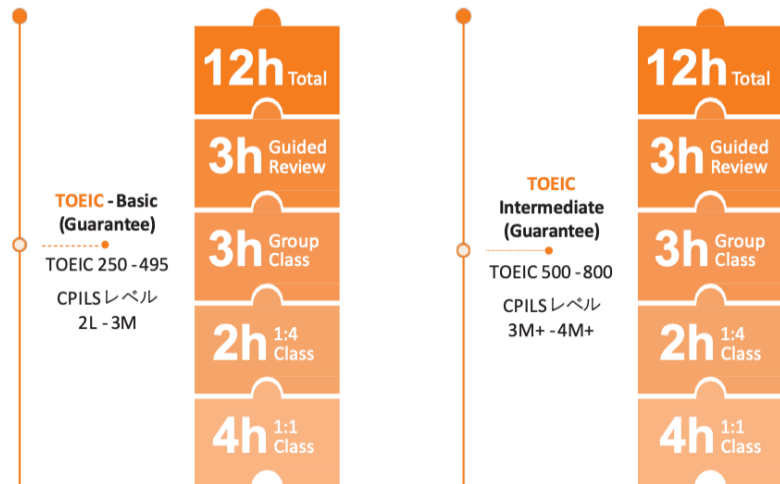 TOEIC - Basic
(Guarantee)
TOEIC 250 - 495
CPILSレベル
2L - 3M
12h Total
3h Guided
Review
3h Group
Class
2h 1:4
Class
4h 1:1
Class
TOEIC
Intermediate
(Guarantee)
TOEIC 500 - 800
CPILSレベル
3M+ - 4M+
12h Total
3h Guided
Review
3h Group
Class
2h 1:4
Class
4h 1:1
Class